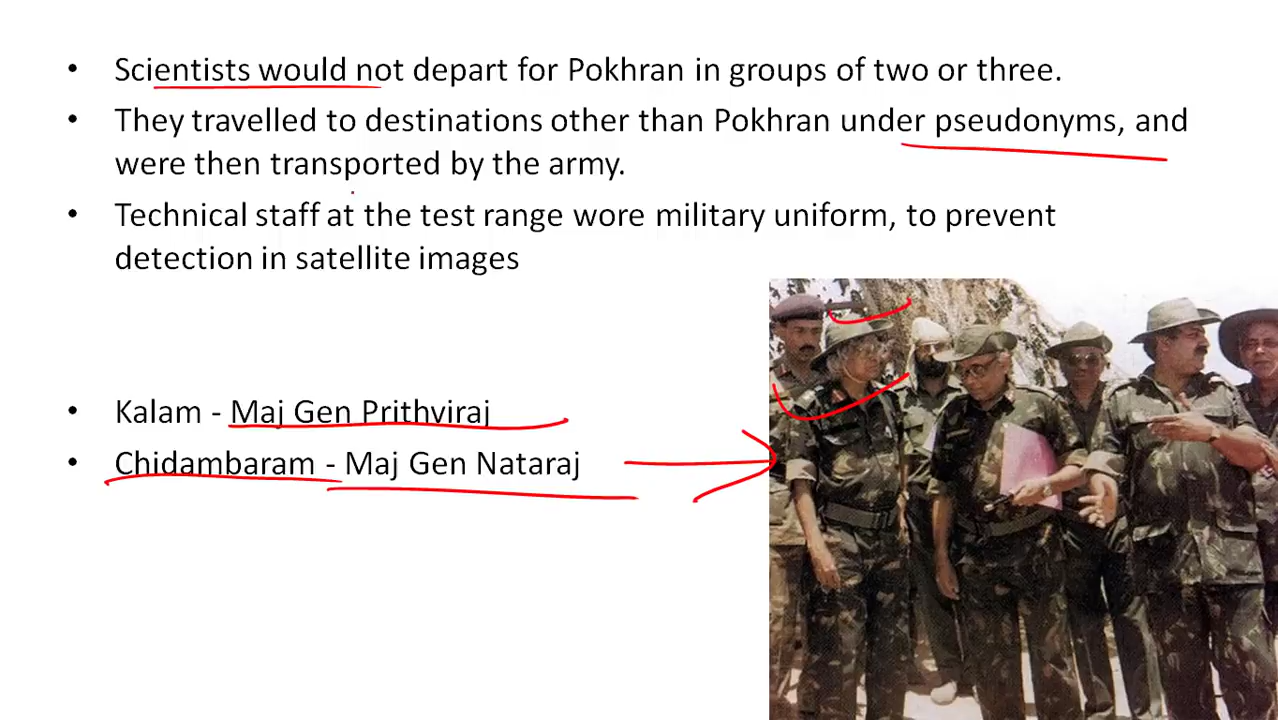 • Scientists would not depart for Pokhran in groups of two or three.
• They travelled to destinations other than Pokhran under pseudonyms, and
were then transported by the army.
• Technical staff at the test range wore military uniform, to prevent
detection in satellite images
• Kalam - Maj Gen Prithviraj
• Chidambaram - Maj Gen Nataraj